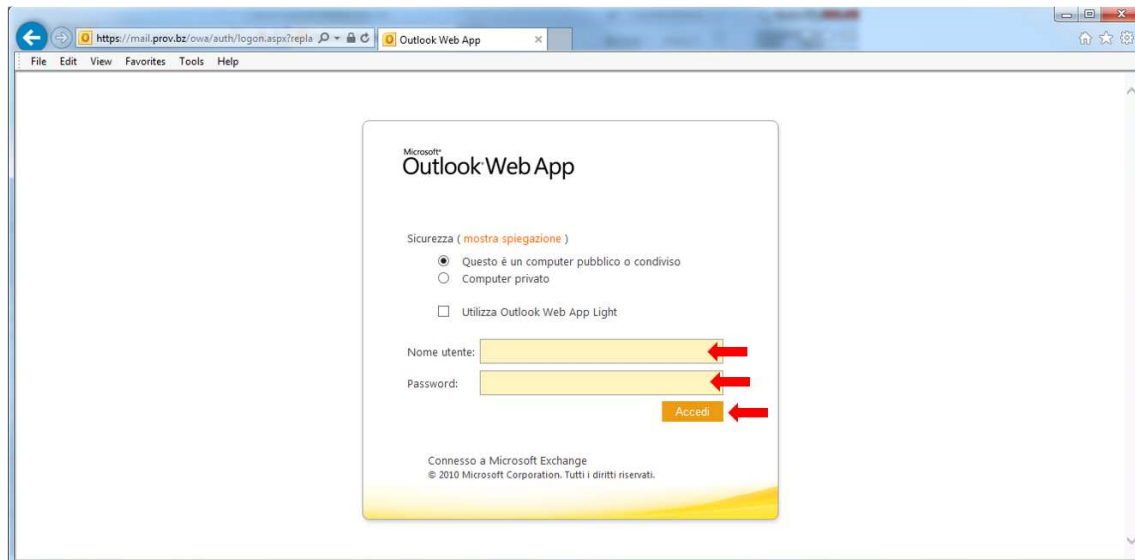 https://mail.prov.bz/owa/auth/logon.aspx?repla
Outlook Web App
File Edit View Favorites Tools Help
Microsoft®
Outlook Web App
Sicurezza ( mostra spiegazione )
Questo è un computer pubblico o condiviso
Computer privato
Utilizza Outlook Web App Light
Nome utente:
Password:
Accedi
Connesso a Microsoft Exchange
© 2010 Microsoft Corporation. Tutti i diritti riservati.